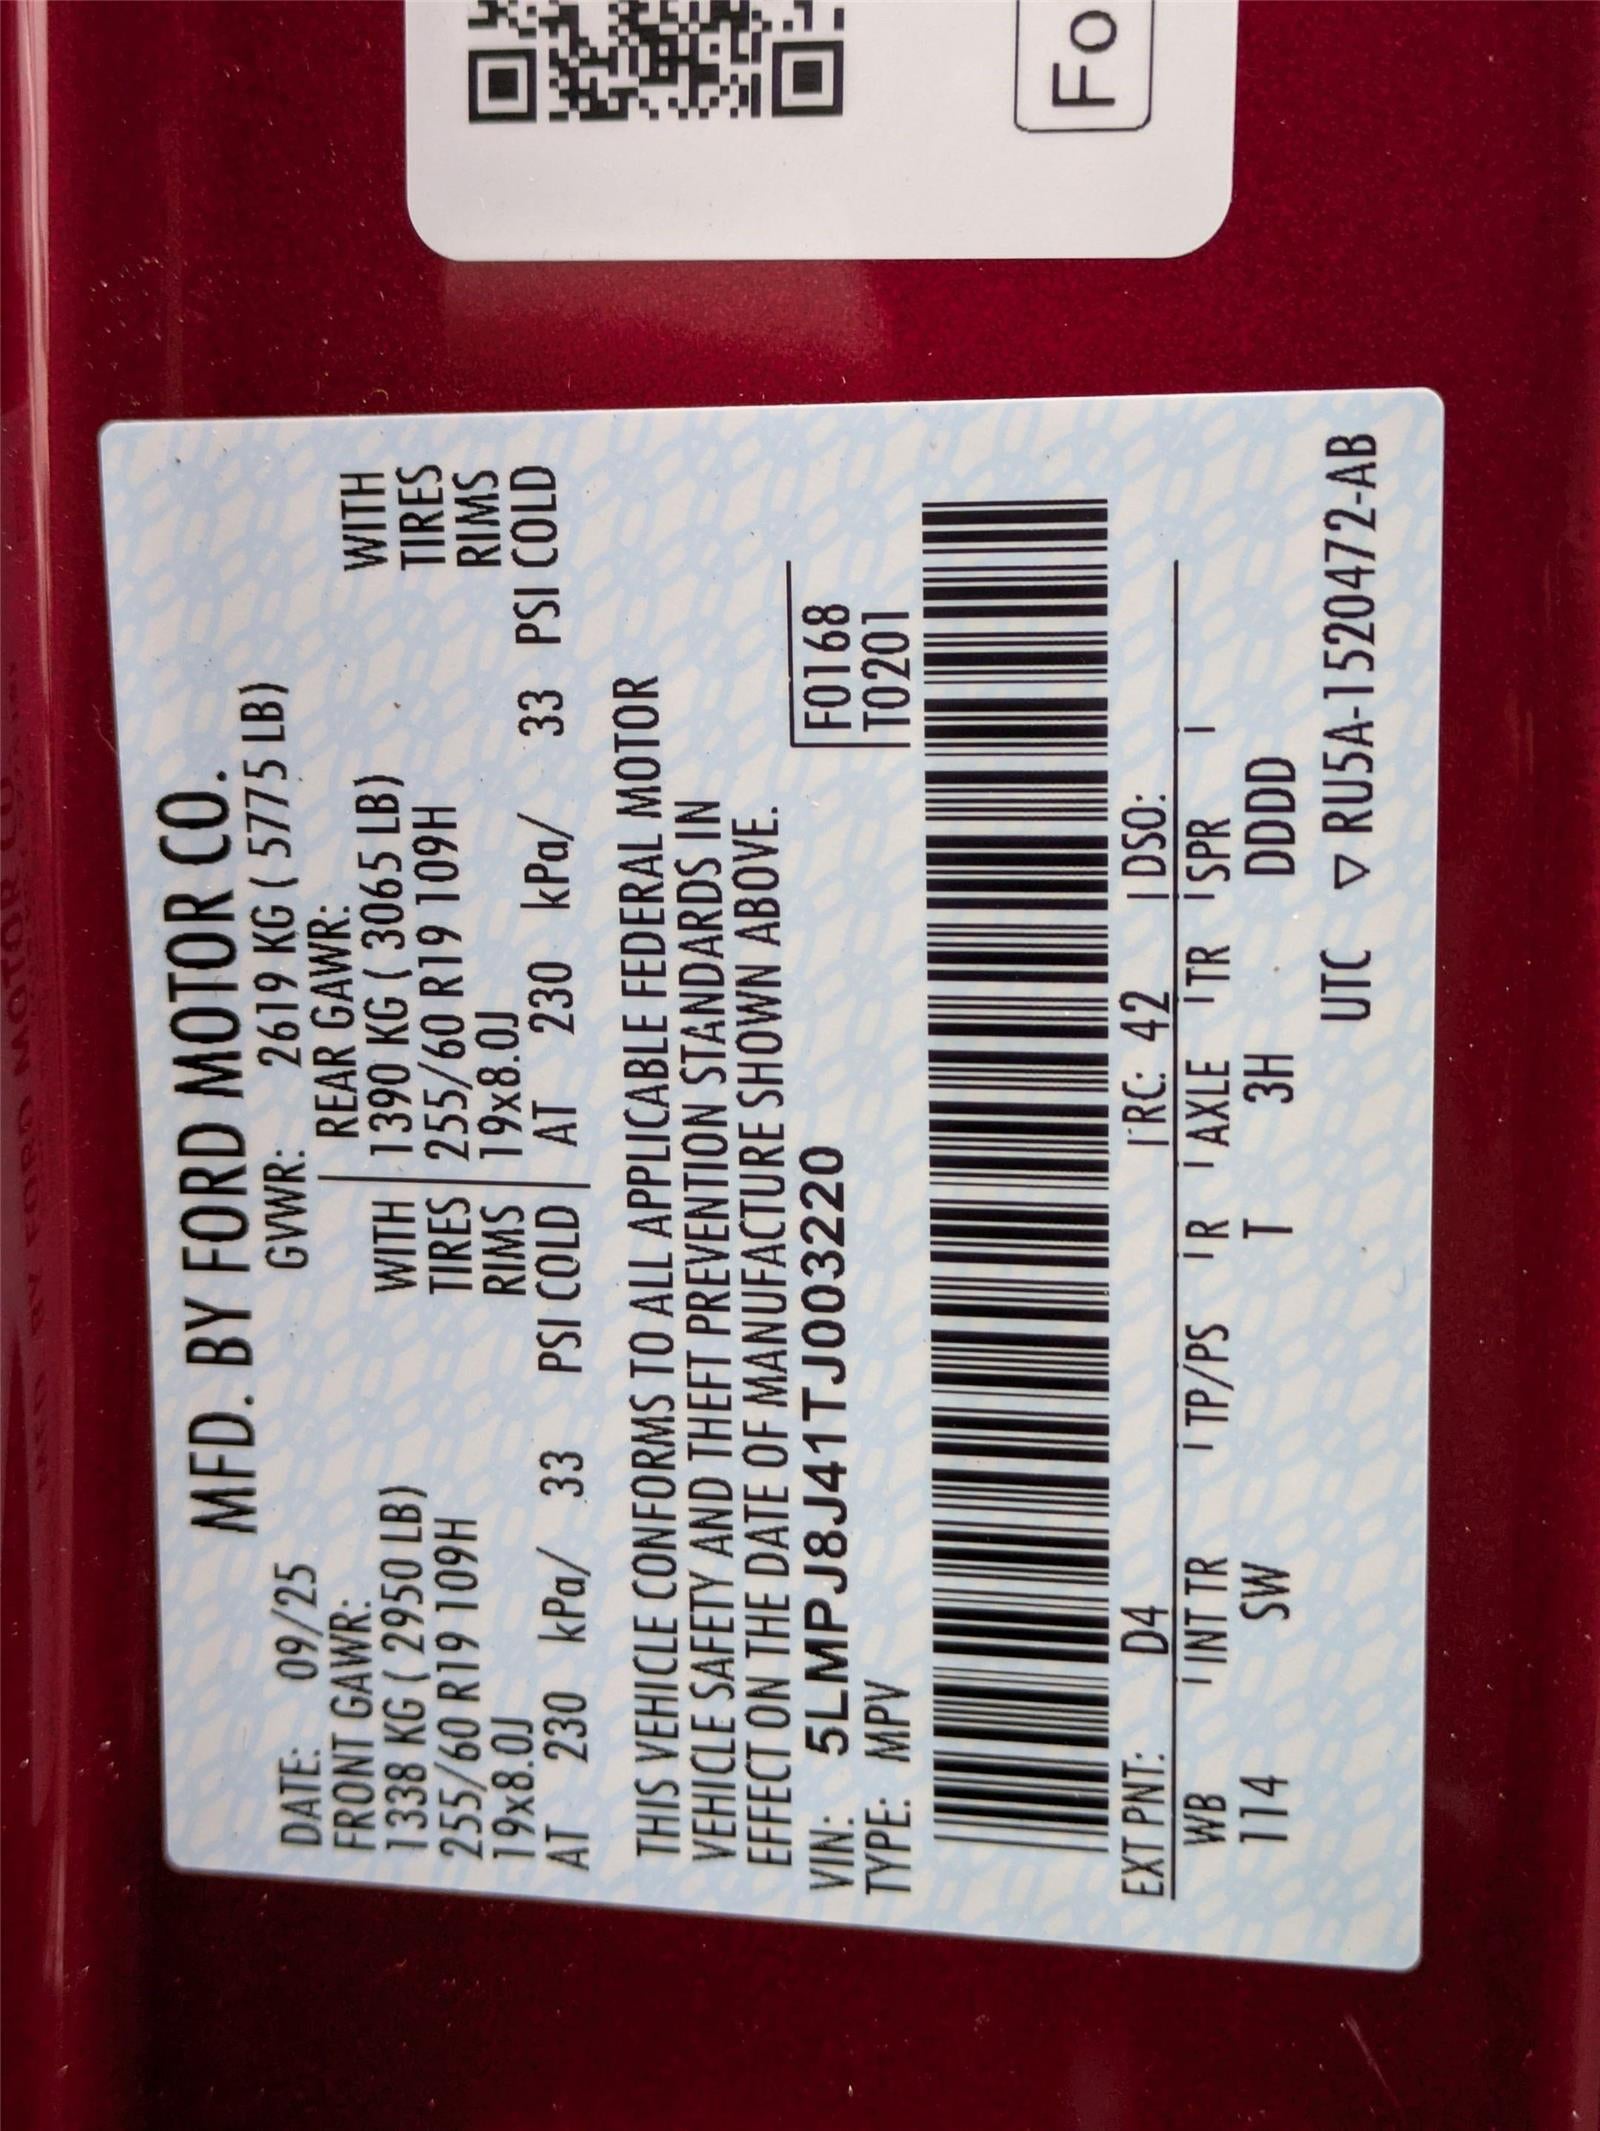 MFD. BY FORD MOTOR CO.
DATE: 09/25 GVWR: 2619 KG ( 5775 LB)
FRONT GAWR: REAR GAWR:
1338 KG ( 2950 LB) WITH 1390 KG ( 3065 LB) WITH
255/60 R19 109H TIRES 255/60 R19 109H TIRES
19x8.0J RIMS 19x8.0J RIMS
AT 230 kPa/ 33 PSI COLD AT 230 kPa/ 33 PSI COLD
THIS VEHICLE CONFORMS TO ALL APPLICABLE FEDERAL MOTOR
VEHICLE SAFETY AND THEFT PREVENTION STANDARDS IN
EFFECT ON THE DATE OF MANUFACTURE SHOWN ABOVE.
VIN: 5LMPJ8J41TJ003220 F0168
TYPE: MPV T0201
EXT PNT: D4 RC: 42 DSO:
WB INT TR TP/PS R AXLE TR SPR
114 SW T 3H DDDD
UTC ▽ RU5A-1520472-AB
Fo